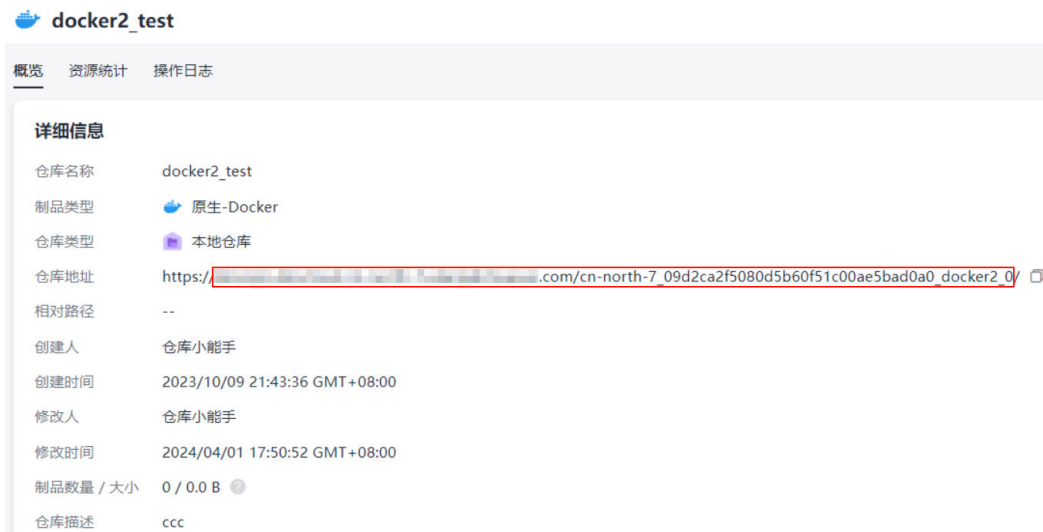 docker2_test
概览 资源统计 操作日志
详细信息
仓库名称 docker2_test
制品类型 原生-Docker
仓库类型 本地仓库
仓库地址 https:// .com/cn-north-7_09d2ca2f5080d5b60f51c00ae5bad0a0_docker2_0/
相对路径 --
创建人 仓库小能手
创建时间 2023/10/09 21:43:36 GMT+08:00
修改人 仓库小能手
修改时间 2024/04/01 17:50:52 GMT+08:00
制品数量 / 大小 0 / 0.0 B ?
仓库描述 ccc